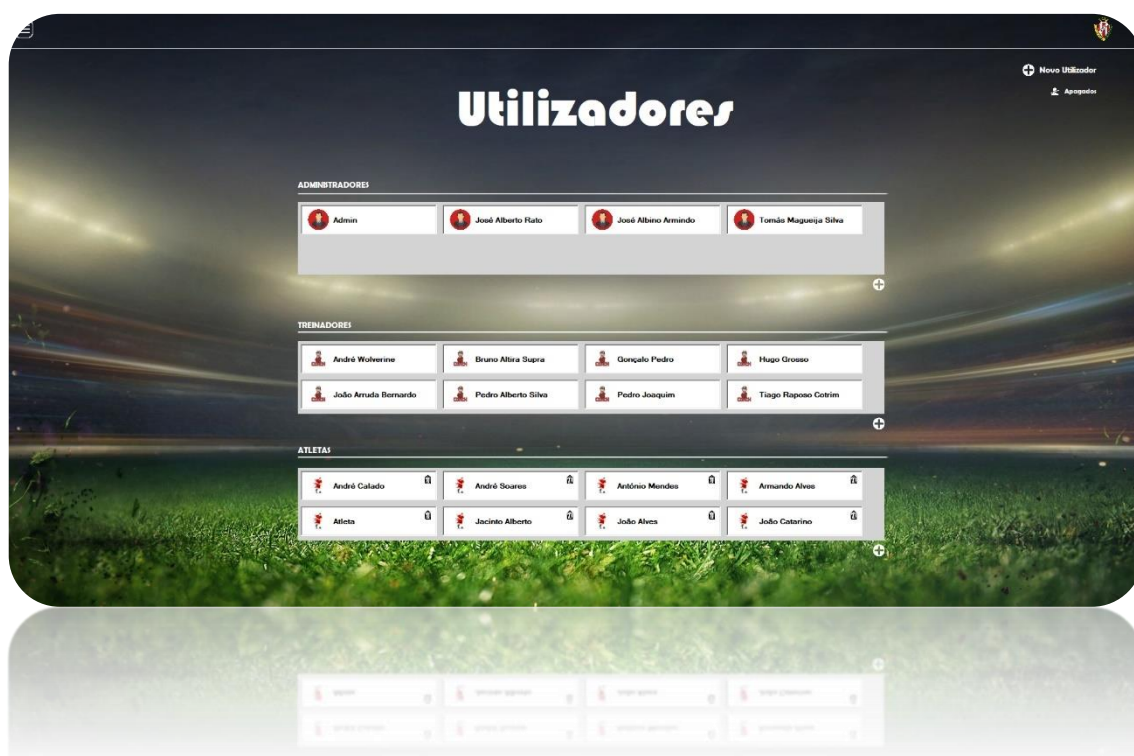 Novo Utilizador
Apagados
Utilizadores
ADMINISTRADORES
Admin José Alberto Rato José Albino Armindo Tomás Magueija Silva
TREINADORES
André Wolverine Bruno Altira Supra Gonçalo Pedro Hugo Grosso
João Arruda Bernardo Pedro Alberto Silva Pedro Joaquim Tiago Raposo Cotrim
ATLETAS
André Calado André Soares António Mendes Armando Alves
Atleta Jacinto Alberto João Alves João Catarino